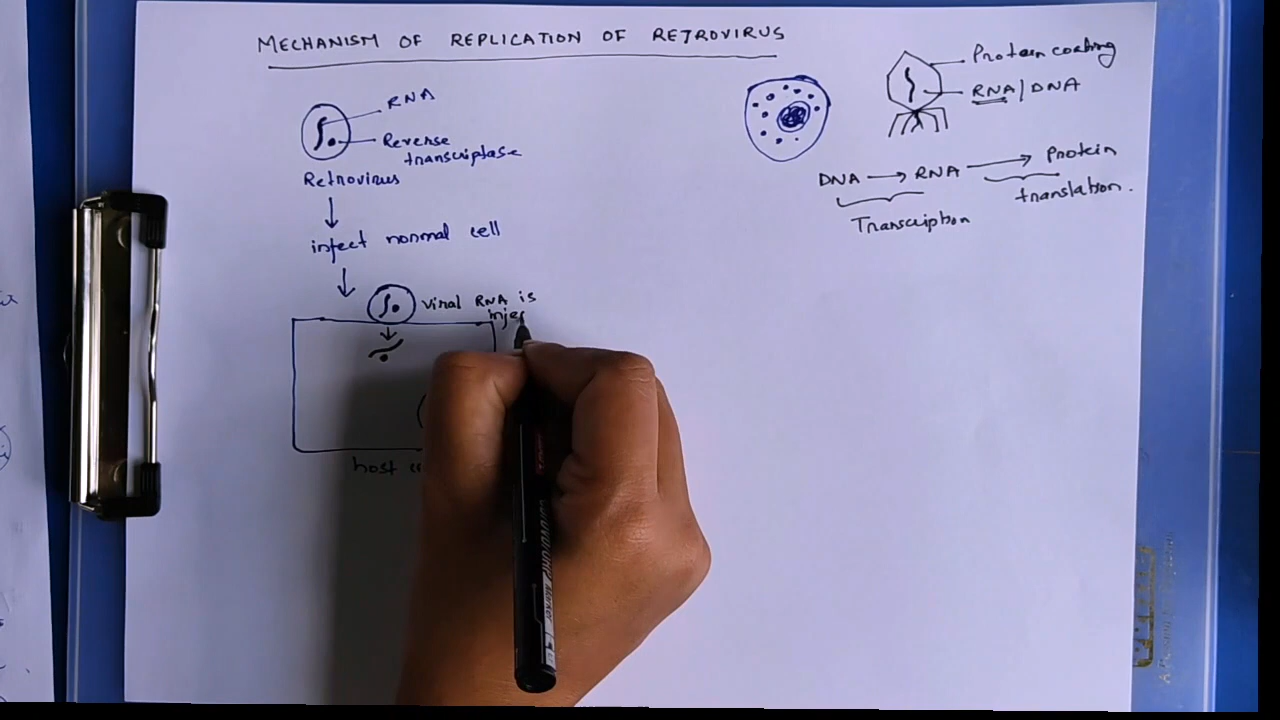 MECHANISM OF REPLICATION OF RETROVIRUS
RNA
Reverse
transcriptase
Retrovirus
infect normal cell
viral RNA is
injec
host
Protein coating
RNA/DNA
DNA → RNA → Protein
Transcription
translation.